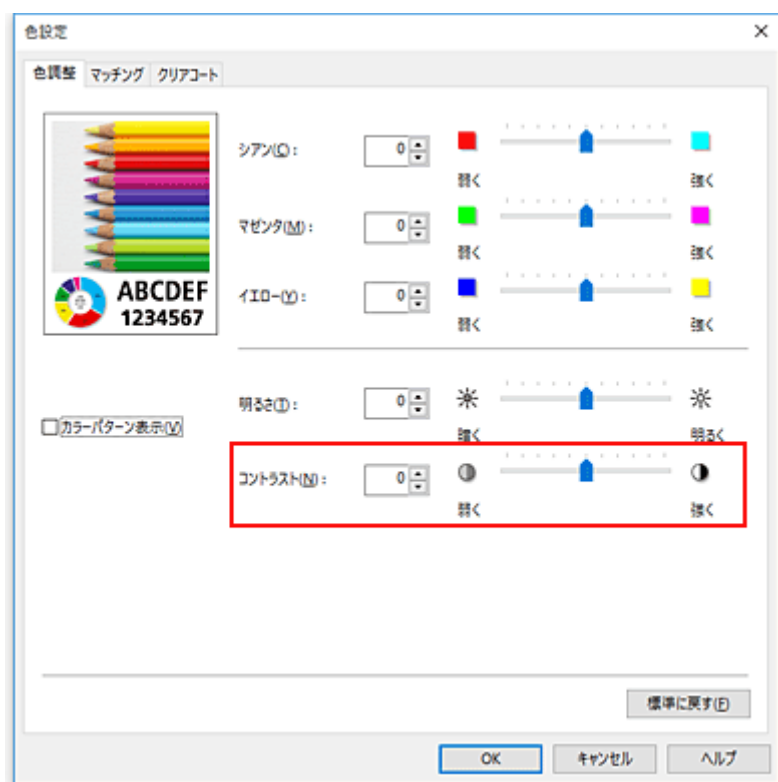 色設定
色調整 マッチング クリアコート
シアン(C): 0
弱く 強く
マゼンタ(M): 0
弱く 強く
イエロー(Y): 0
弱く 強く
ABCDEF
1234567
明るさ(T): 0
強く 明るく
カラーパターン表示(V)
コントラスト(N): 0
弱く 強く
標準に戻す(F)
OK キャンセル ヘルプ